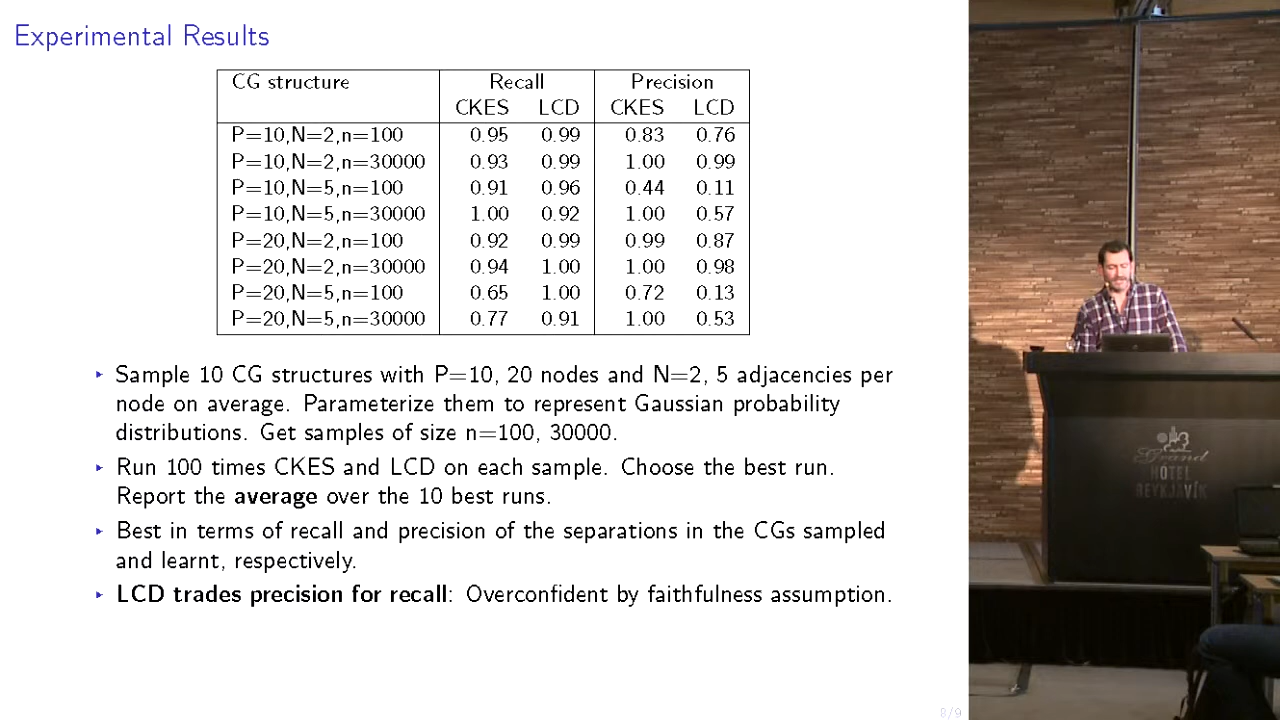 Experimental Results
CG structure Recall Precision
CKES LCD CKES LCD
P=10,N=2,n=100 0.95 0.99 0.83 0.76
P=10,N=2,n=30000 0.93 0.99 1.00 0.99
P=10,N=5,n=100 0.91 0.96 0.44 0.11
P=10,N=5,n=30000 1.00 0.92 1.00 0.57
P=20,N=2,n=100 0.92 0.99 0.99 0.87
P=20,N=2,n=30000 0.94 1.00 1.00 0.98
P=20,N=5,n=100 0.65 1.00 0.72 0.13
P=20,N=5,n=30000 0.77 0.91 1.00 0.53
‣ Sample 10 CG structures with P=10, 20 nodes and N=2, 5 adjacencies per
node on average. Parameterize them to represent Gaussian probability
distributions. Get samples of size n=100, 30000.
‣ Run 100 times CKES and LCD on each sample. Choose the best run.
Report the average over the 10 best runs.
‣ Best in terms of recall and precision of the separations in the CGs sampled
and learnt, respectively.
‣ LCD trades precision for recall: Overconfident by faithfulness assumption.
8/9
Grand
HÓTEL
REYKJAVÍK